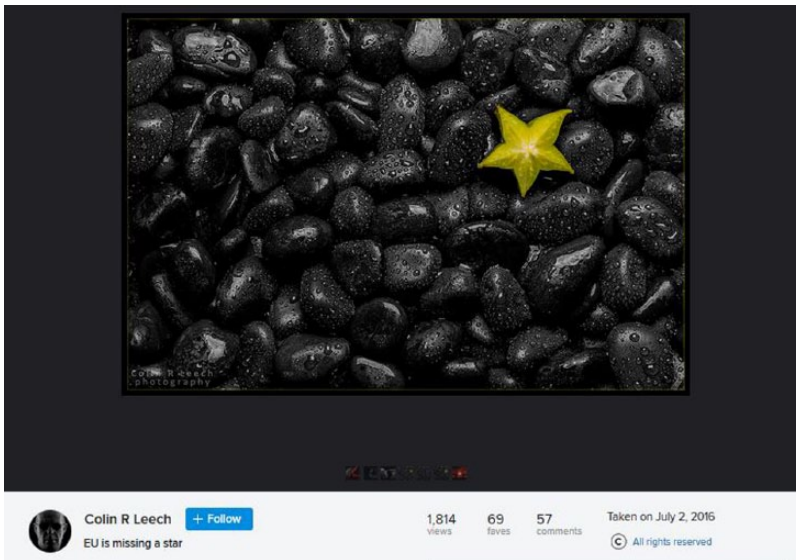 Colin R Leech
photography
Colin R Leech
+ Follow
EU is missing a star
1,814
views
69
faves
57
comments
Taken on July 2, 2016
© All rights reserved